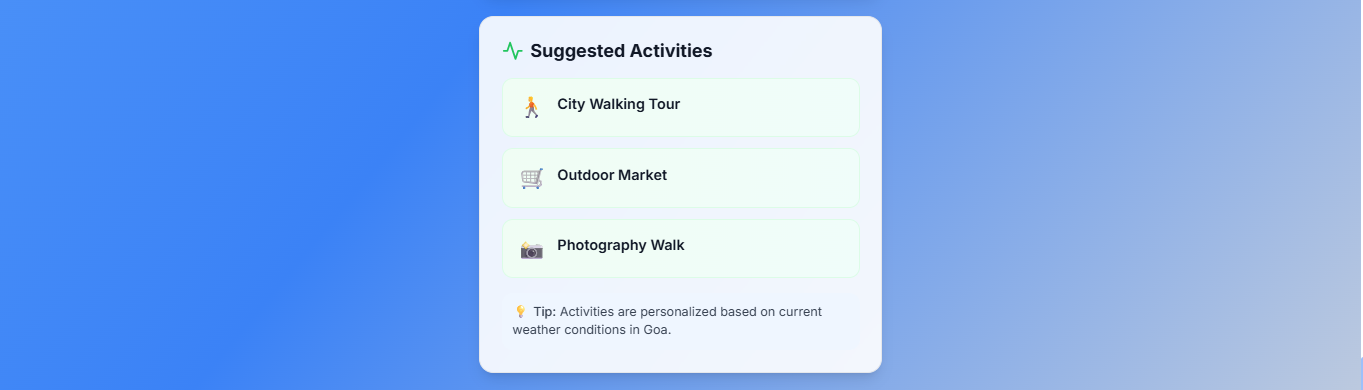 Suggested Activities
City Walking Tour
Outdoor Market
Photography Walk
Tip: Activities are personalized based on current
weather conditions in Goa.